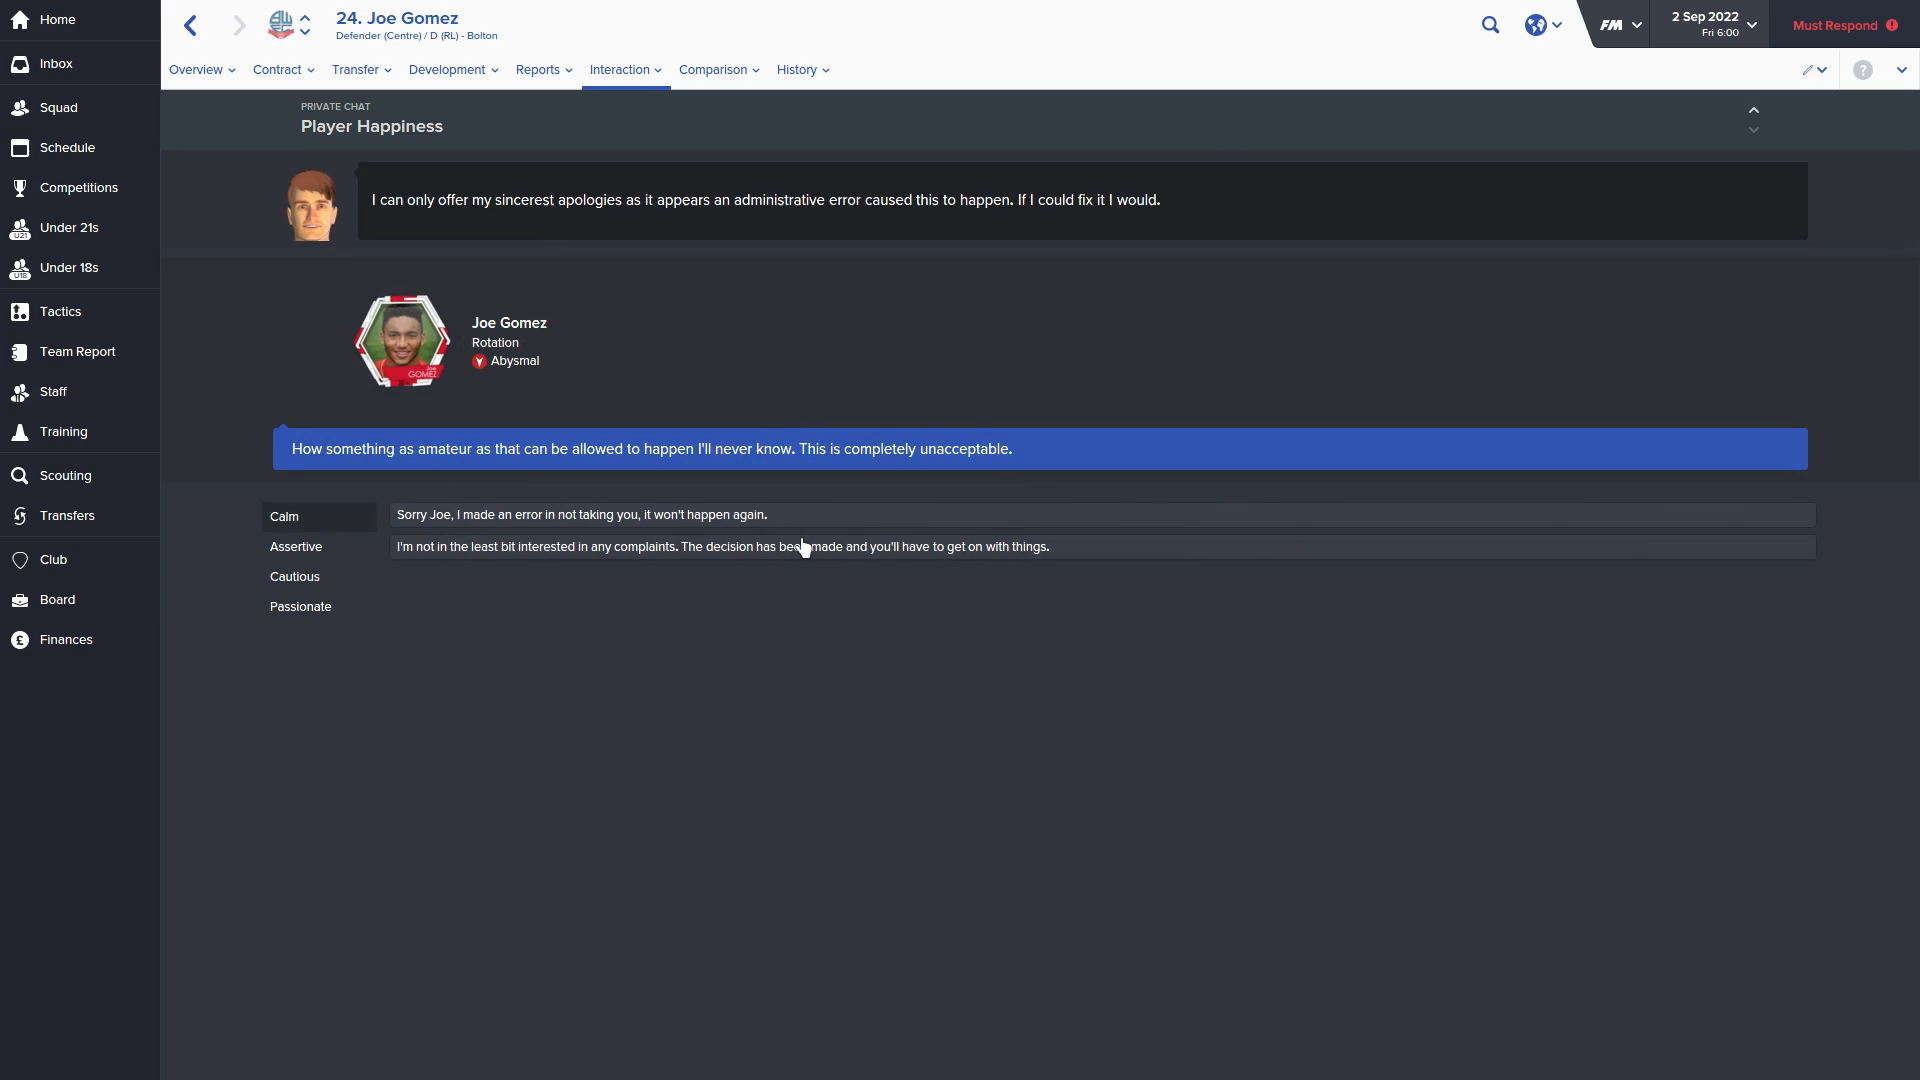 Home
Inbox
Squad
Schedule
Competitions
Under 21s
U21
Under 18s
U18
Tactics
Team Report
Staff
Training
Scouting
Transfers
Club
Board
Finances
24. Joe Gomez
Defender (Centre) / D (RL) - Bolton
FM
2 Sep 2022
Fri 6:00
Must Respond
Overview
Contract
Transfer
Development
Reports
Interaction
Comparison
History
?
PRIVATE CHAT
Player Happiness
I can only offer my sincerest apologies as it appears an administrative error caused this to happen. If I could fix it I would.
Joe
GOMEZ
Joe Gomez
Rotation
Abysmal
How something as amateur as that can be allowed to happen I'll never know. This is completely unacceptable.
Calm
Assertive
Cautious
Passionate
Sorry Joe, I made an error in not taking you, it won't happen again.
I'm not in the least bit interested in any complaints. The decision has been made and you'll have to get on with things.